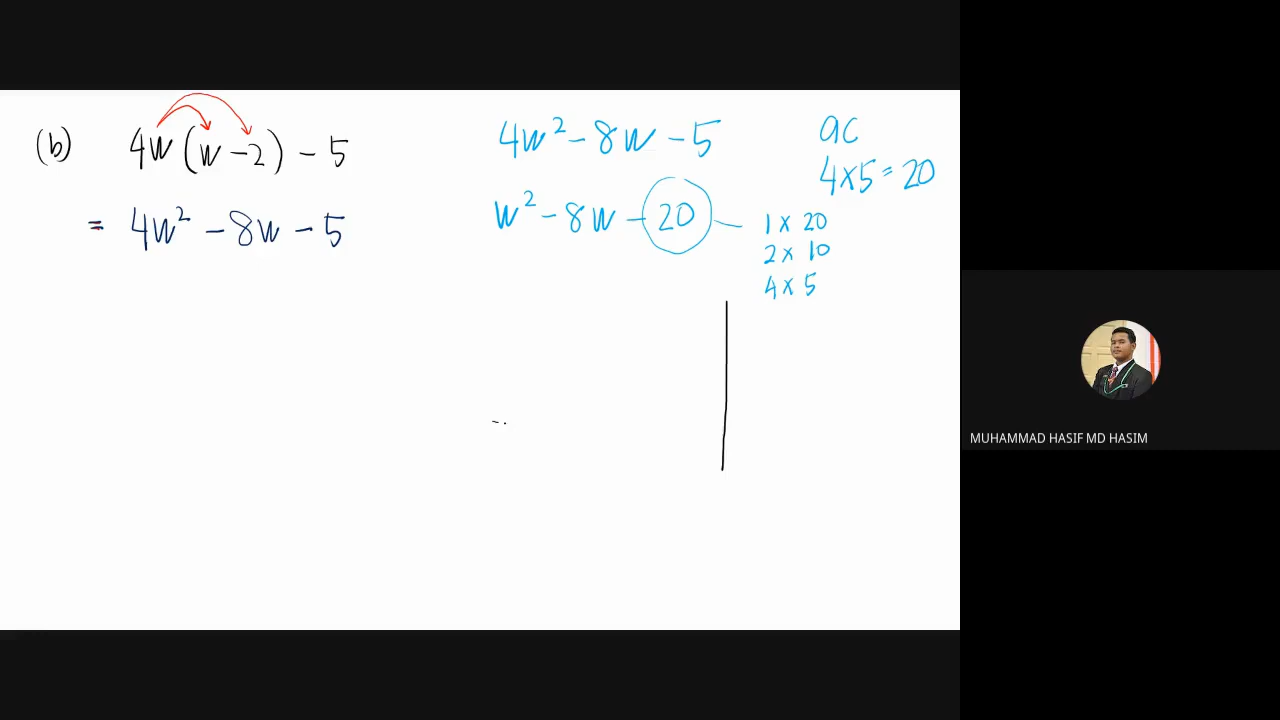 (b) 4w(w-2) - 5
= 4w² - 8w - 5
4w² - 8w - 5
w² - 8w - 20
ac
4x5 = 20
1 x 20
2 x 10
4 x 5
MUHAMMAD HASIF MD HASIM